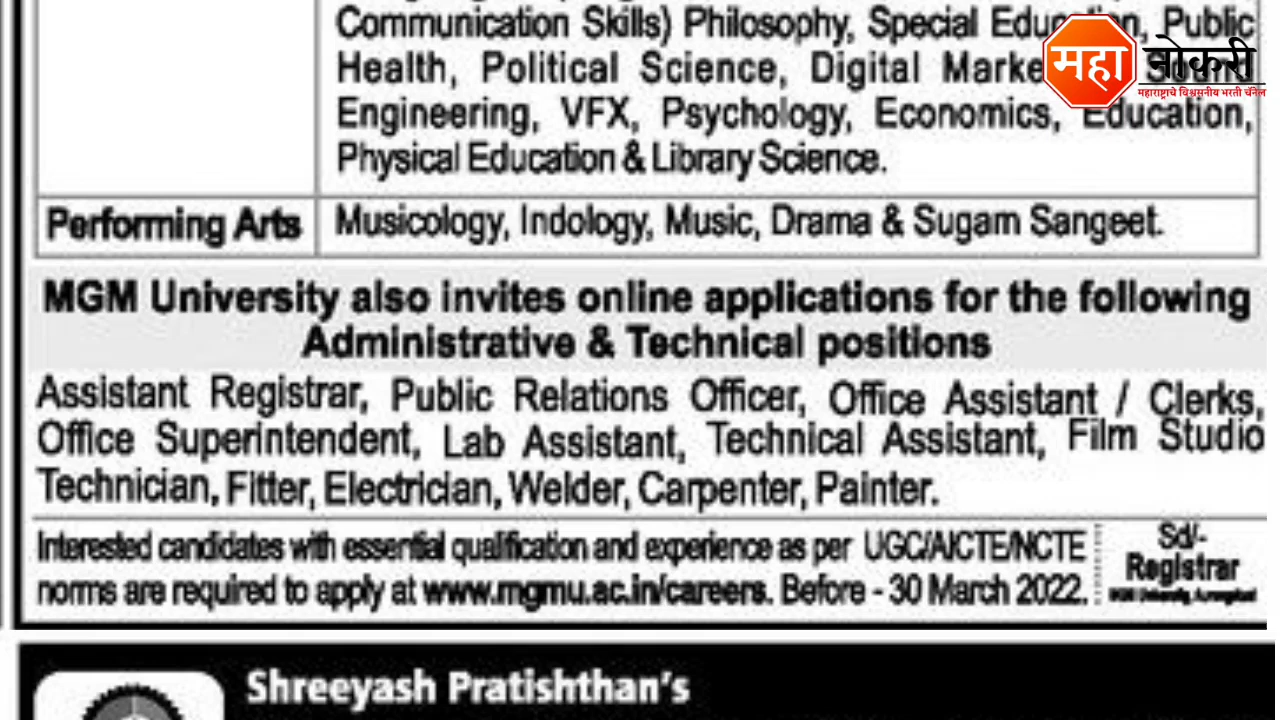 Communication Skills) Philosophy, Special Education, Public
Health, Political Science, Digital
Engineering, VFX, Psychology, Economics, Education,
Physical Education & Library Science.
Performing Arts
Musicology, Indology, Music, Drama & Sugam Sangeet.
MGM University also invites online applications for the following
Administrative & Technical positions
Assistant Registrar, Public Relations Officer, Office Assistant / Clerks,
Office Superintendent, Lab Assistant, Technical Assistant, Film Studio
Technician, Fitter, Electrician, Welder, Carpenter, Painter.
Interested candidates with essential qualification and experience as per UGC/AICTE/NCTE
norms are required to apply at www.mgmu.ac.in/careers. Before - 30 March 2022.
Sd/-
Registrar
MGM University, Aurangabad
Shreeyash Pratishthan's
महा नोकरी
महाराष्ट्राचे विश्वसनीय भरती चॅनेल